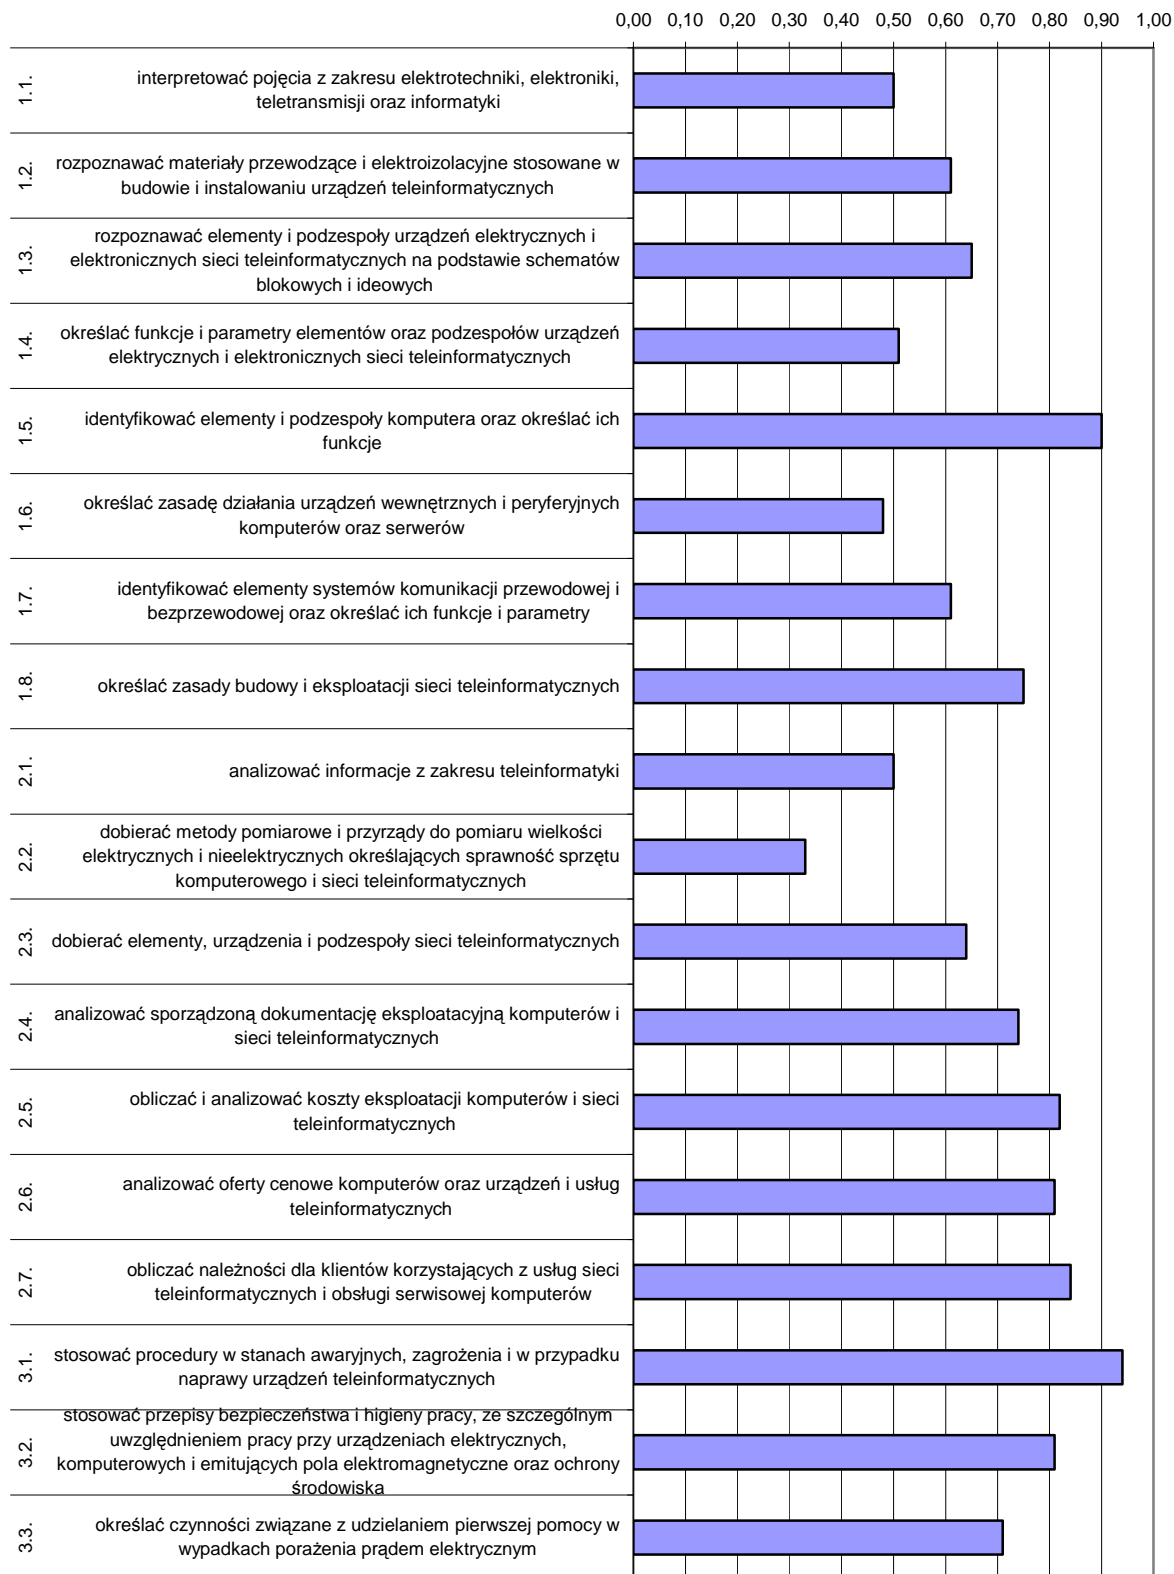 0,00 0,10 0,20 0,30 0,40 0,50 0,60 0,70 0,80 0,90 1,00
1.1.
interpretować pojęcia z zakresu elektrotechniki, elektroniki,
teletransmisji oraz informatyki
1.2.
rozpoznawać materiały przewodzące i elektroizolacyjne stosowane w
budowie i instalowaniu urządzeń teleinformatycznych
1.3.
rozpoznawać elementy i podzespoły urządzeń elektrycznych i
elektronicznych sieci teleinformatycznych na podstawie schematów
blokowych i ideowych
1.4.
określać funkcje i parametry elementów oraz podzespołów urządzeń
elektrycznych i elektronicznych sieci teleinformatycznych
1.5.
identyfikować elementy i podzespoły komputera oraz określać ich
funkcje
1.6.
określać zasadę działania urządzeń wewnętrznych i peryferyjnych
komputerów oraz serwerów
1.7.
identyfikować elementy systemów komunikacji przewodowej i
bezprzewodowej oraz określać ich funkcje i parametry
1.8.
określać zasady budowy i eksploatacji sieci teleinformatycznych
2.1.
analizować informacje z zakresu teleinformatyki
2.2.
dobierać metody pomiarowe i przyrządy do pomiaru wielkości
elektrycznych i nieelektrycznych określających sprawność sprzętu
komputerowego i sieci teleinformatycznych
2.3.
dobierać elementy, urządzenia i podzespoły sieci teleinformatycznych
2.4.
analizować sporządzoną dokumentację eksploatacyjną komputerów i
sieci teleinformatycznych
2.5.
obliczać i analizować koszty eksploatacji komputerów i sieci
teleinformatycznych
2.6.
analizować oferty cenowe komputerów oraz urządzeń i usług
teleinformatycznych
2.7.
obliczać należności dla klientów korzystających z usług sieci
teleinformatycznych i obsługi serwisowej komputerów
3.1.
stosować procedury w stanach awaryjnych, zagrożenia i w przypadku
naprawy urządzeń teleinformatycznych
3.2.
stosować przepisy bezpieczeństwa i higieny pracy, ze szczególnym
uwzględnieniem pracy przy urządzeniach elektrycznych,
komputerowych i emitujących pola elektromagnetyczne oraz ochrony
środowiska
3.3.
określać czynności związane z udzielaniem pierwszej pomocy w
wypadkach porażenia prądem elektrycznym